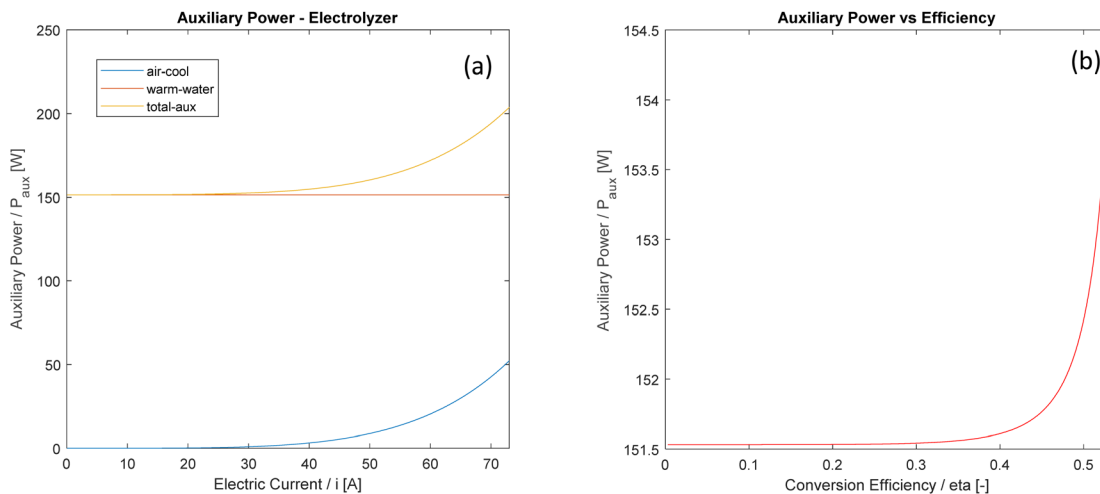 Auxiliary Power - Electrolyzer
250
200
150
100
50
0
Auxiliary Power / P_aux [W]
air-cool
warm-water
total-aux
(a)
0 10 20 30 40 50 60 70
Electric Current / i [A]
Auxiliary Power vs Efficiency
154.5
154
153.5
153
152.5
152
151.5
Auxiliary Power / P_aux [W]
(b)
0 0.1 0.2 0.3 0.4 0.5
Conversion Efficiency / eta [-]